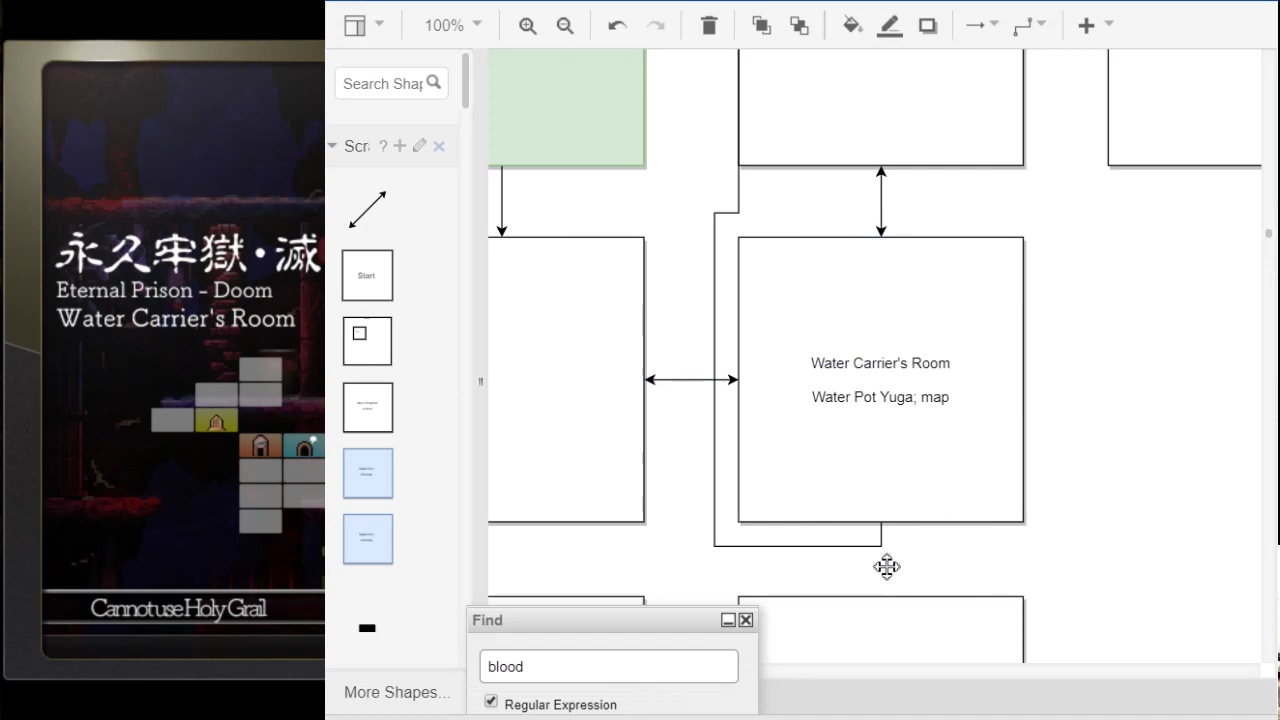 永久牢獄・滅
Eternal Prison - Doom
Water Carrier's Room
Cannot use Holy Grail
100%
Search Shap
Scr
?
Start
More Shapes...
Water Carrier's Room
Water Pot Yuga; map
Find
blood
Regular Expression